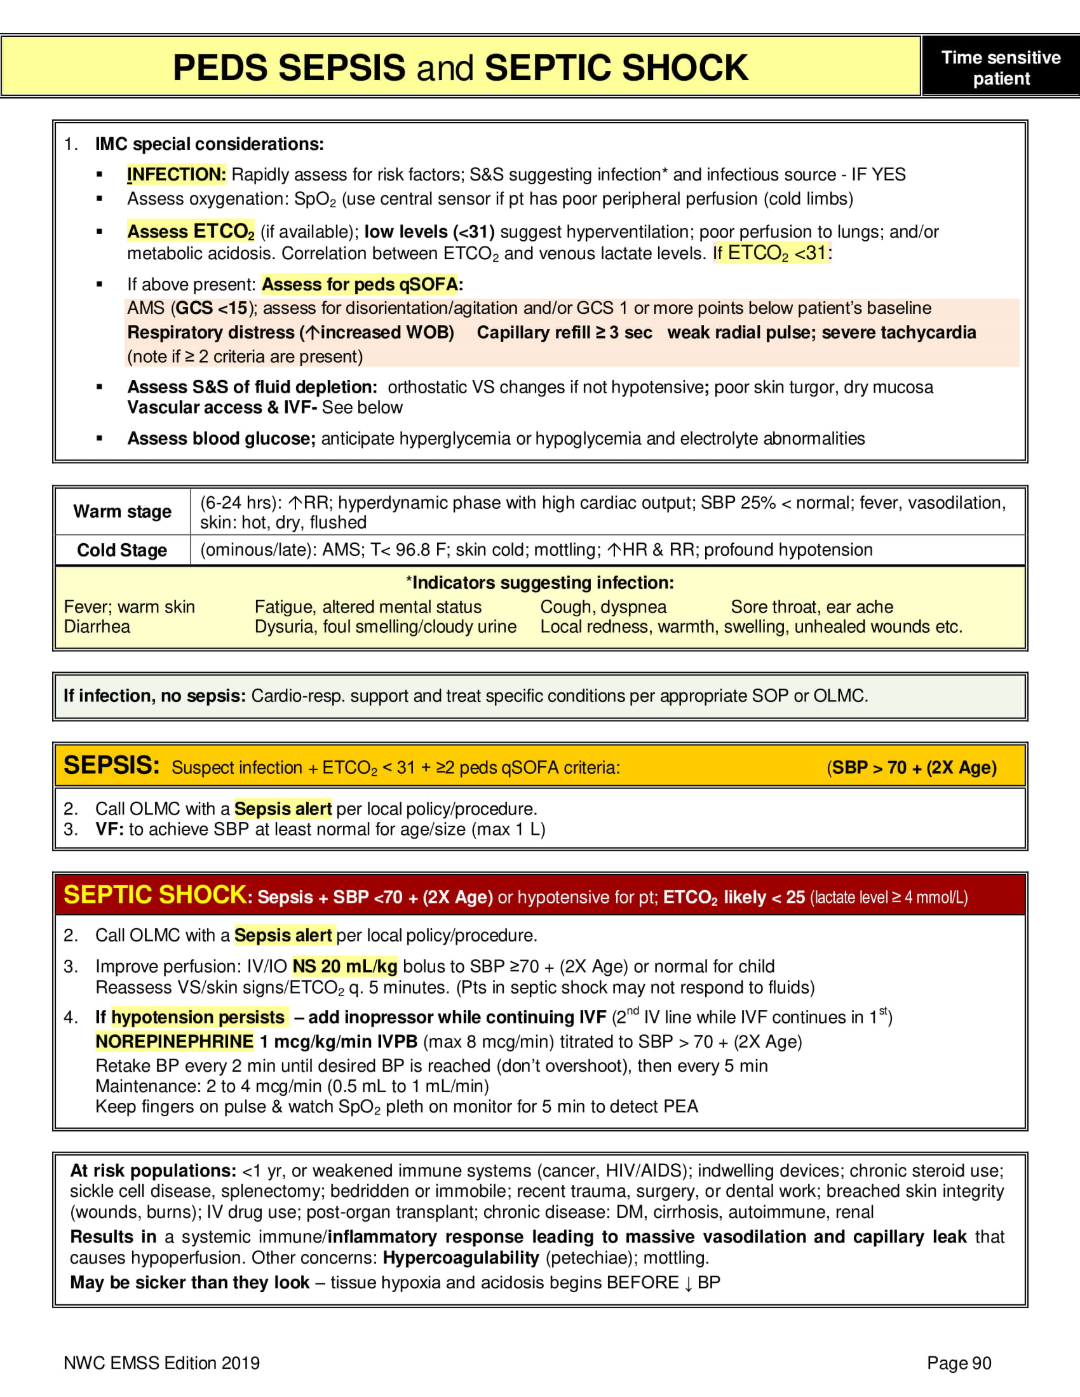 PEDS SEPSIS and SEPTIC SHOCK
Time sensitive
patient
1. IMC special considerations:
▪ INFECTION: Rapidly assess for risk factors; S&S suggesting infection* and infectious source - IF YES
▪ Assess oxygenation: SpO₂ (use central sensor if pt has poor peripheral perfusion (cold limbs)
▪ Assess ETCO₂ (if available); low levels (<31) suggest hyperventilation; poor perfusion to lungs; and/or
metabolic acidosis. Correlation between ETCO₂ and venous lactate levels. If ETCO₂ <31:
▪ If above present: Assess for peds qSOFA:
AMS (GCS <15); assess for disorientation/agitation and/or GCS 1 or more points below patient's baseline
Respiratory distress (↑increased WOB) Capillary refill ≥ 3 sec weak radial pulse; severe tachycardia
(note if ≥ 2 criteria are present)
▪ Assess S&S of fluid depletion: orthostatic VS changes if not hypotensive; poor skin turgor, dry mucosa
Vascular access & IVF- See below
▪ Assess blood glucose; anticipate hyperglycemia or hypoglycemia and electrolyte abnormalities
Warm stage (6-24 hrs): ↑RR; hyperdynamic phase with high cardiac output; SBP 25% < normal; fever, vasodilation,
skin: hot, dry, flushed
Cold Stage (ominous/late): AMS; T< 96.8 F; skin cold; mottling; ↑HR & RR; profound hypotension
*Indicators suggesting infection:
Fever; warm skin Fatigue, altered mental status Cough, dyspnea Sore throat, ear ache
Diarrhea Dysuria, foul smelling/cloudy urine Local redness, warmth, swelling, unhealed wounds etc.
If infection, no sepsis: Cardio-resp. support and treat specific conditions per appropriate SOP or OLMC.
SEPSIS: Suspect infection + ETCO₂ < 31 + ≥2 peds qSOFA criteria: (SBP > 70 + (2X Age)
2. Call OLMC with a Sepsis alert per local policy/procedure.
3. VF: to achieve SBP at least normal for age/size (max 1 L)
SEPTIC SHOCK: Sepsis + SBP <70 + (2X Age) or hypotensive for pt; ETCO₂ likely < 25 (lactate level ≥ 4 mmol/L)
2. Call OLMC with a Sepsis alert per local policy/procedure.
3. Improve perfusion: IV/IO NS 20 mL/kg bolus to SBP ≥70 + (2X Age) or normal for child
Reassess VS/skin signs/ETCO₂ q. 5 minutes. (Pts in septic shock may not respond to fluids)
4. If hypotension persists – add inopressor while continuing IVF (2nd IV line while IVF continues in 1st)
NOREPINEPHRINE 1 mcg/kg/min IVPB (max 8 mcg/min) titrated to SBP > 70 + (2X Age)
Retake BP every 2 min until desired BP is reached (don't overshoot), then every 5 min
Maintenance: 2 to 4 mcg/min (0.5 mL to 1 mL/min)
Keep fingers on pulse & watch SpO₂ pleth on monitor for 5 min to detect PEA
At risk populations: <1 yr, or weakened immune systems (cancer, HIV/AIDS); indwelling devices; chronic steroid use;
sickle cell disease, splenectomy; bedridden or immobile; recent trauma, surgery, or dental work; breached skin integrity
(wounds, burns); IV drug use; post-organ transplant; chronic disease: DM, cirrhosis, autoimmune, renal
Results in a systemic immune/inflammatory response leading to massive vasodilation and capillary leak that
causes hypoperfusion. Other concerns: Hypercoagulability (petechiae); mottling.
May be sicker than they look – tissue hypoxia and acidosis begins BEFORE ↓ BP
NWC EMSS Edition 2019 Page 90